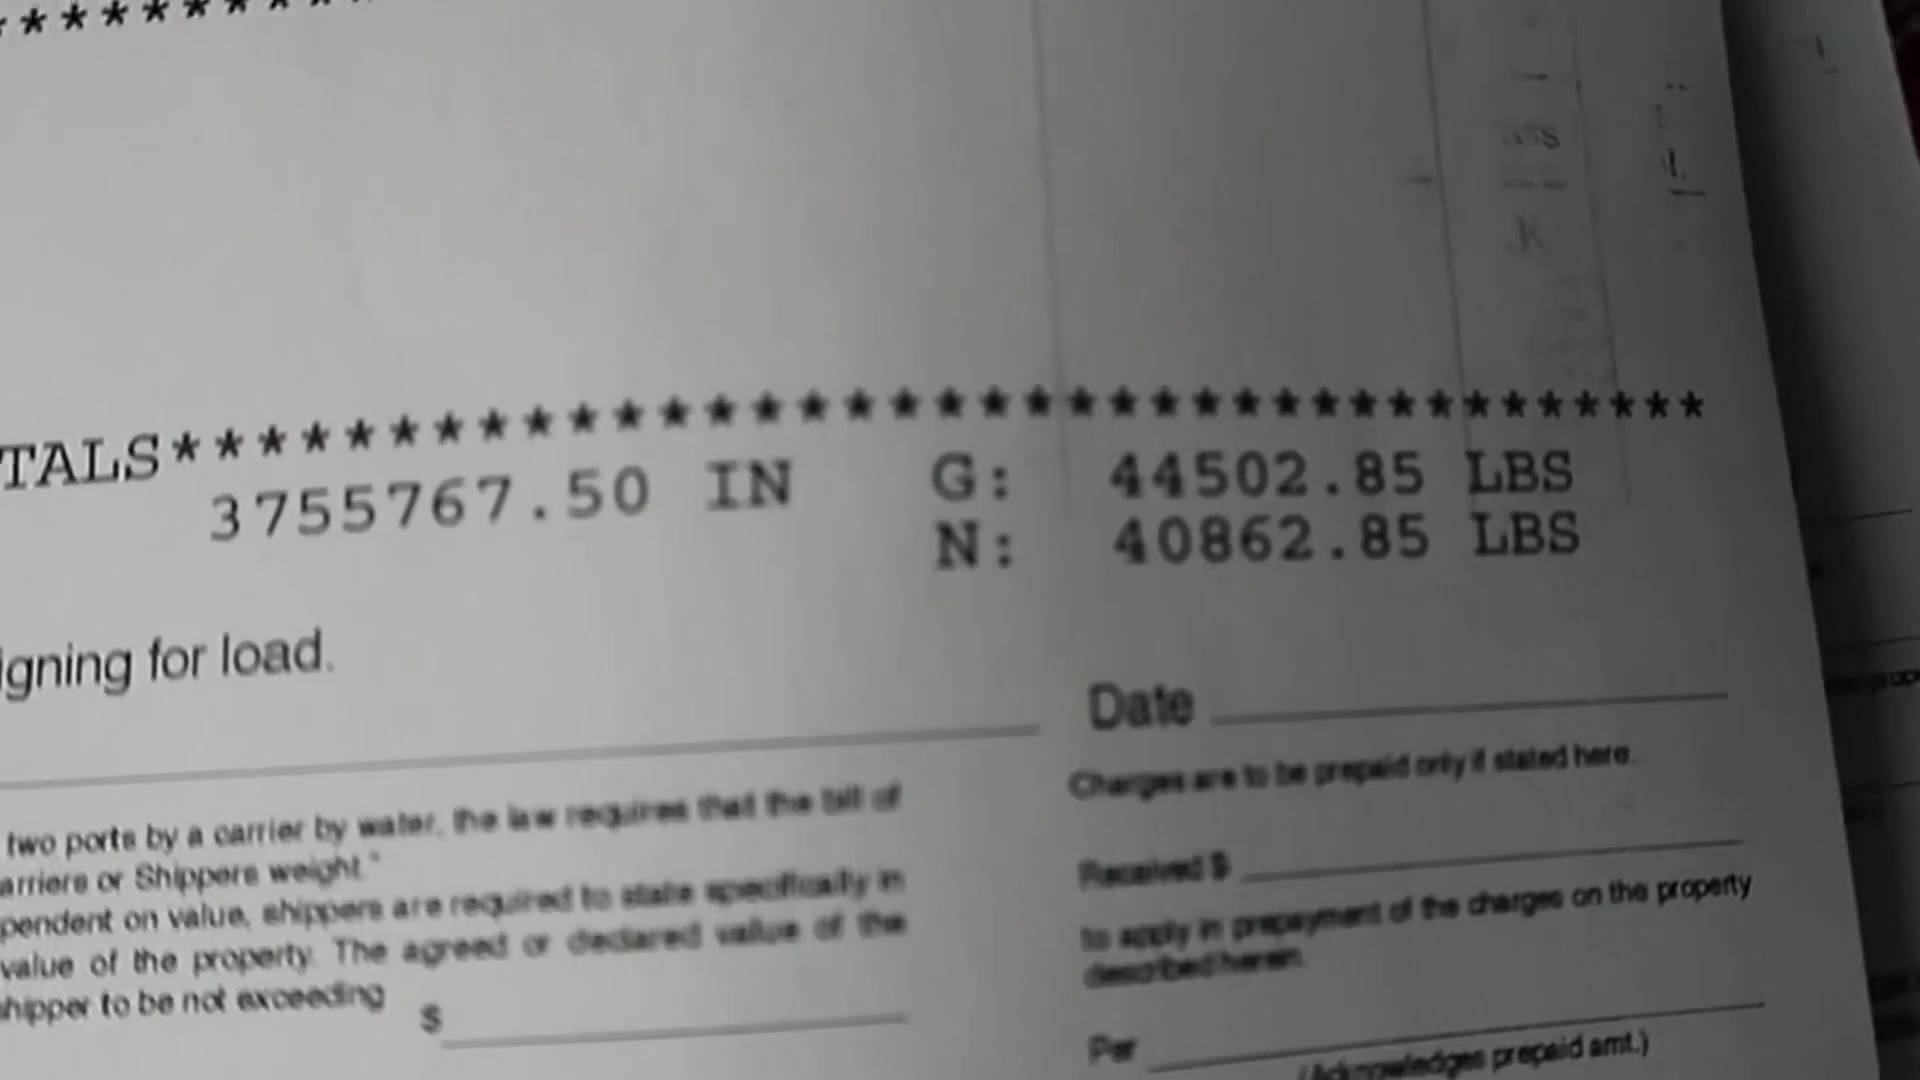 **********
TALS***********************************
3755767.50 IN G: 44502.85 LBS
N: 40862.85 LBS
igning for load.
Date
two ports by a carrier by water, the law requires that the bill of
arriers or Shippers weight."
pendent on value, shippers are required to state specifically in
value of the property. The agreed or declared value of the
hipper to be not exceeding
$
Charges are to be prepaid only if stated here.
Received $
to apply in prepayment of the charges on the property
described herein.
Per
(Acknowledges prepaid amt.)